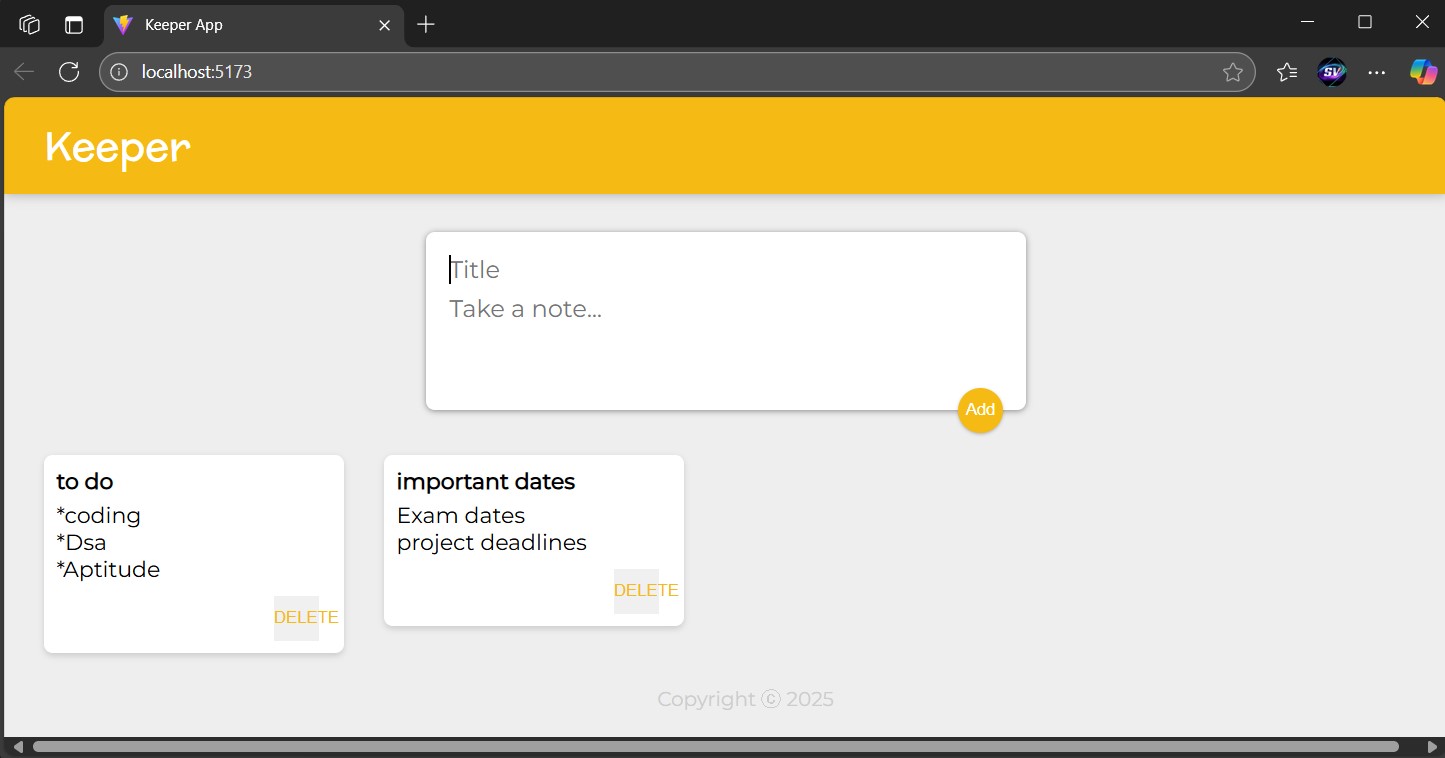 Keeper App
localhost:5173
SV
Keeper
Title
Take a note...
Add
to do
*coding
*Dsa
*Aptitude
DELETE
important dates
Exam dates
project deadlines
DELETE
Copyright ⓒ 2025